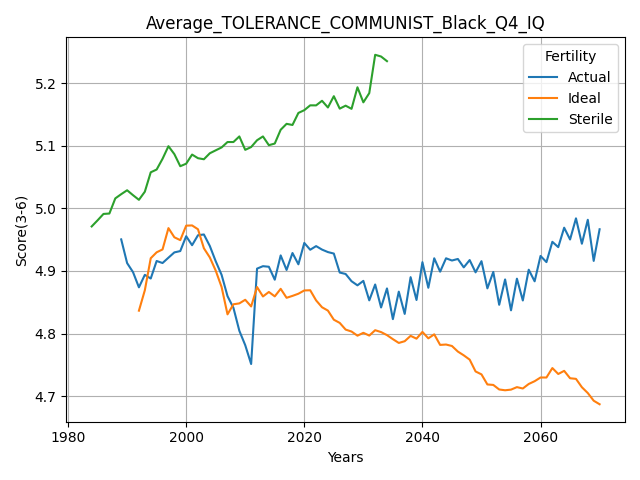 Average_TOLERANCE_COMMUNIST_Black_Q4_IQ
Fertility
Actual
Ideal
Sterile
Score(3-6)
5.2
5.1
5.0
4.9
4.8
4.7
1980
2000
2020
2040
2060
Years